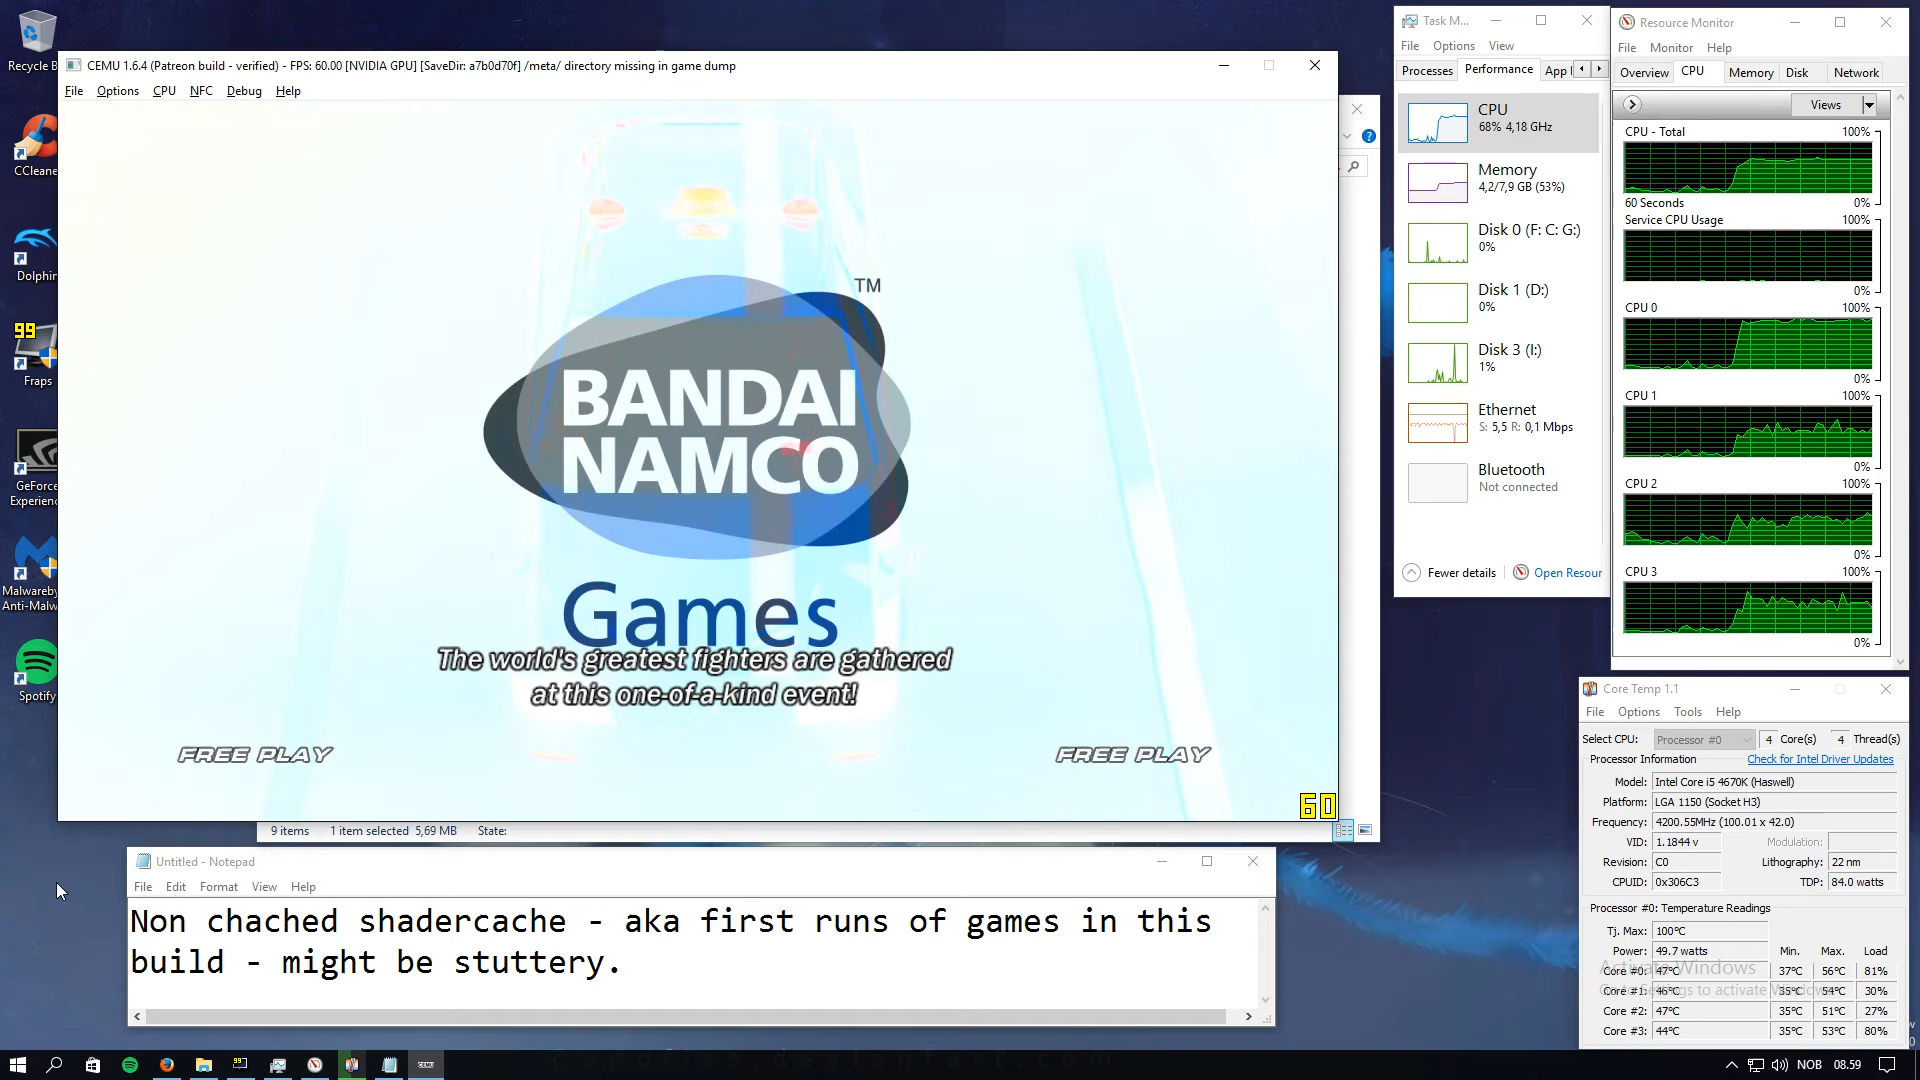 Recycle B
CCleane
Dolphin
99
Fraps
GeForce
Experienc
Malwareby
Anti-Malw
Spotify
CEMU 1.6.4 (Patreon build - verified) - FPS: 60.00 [NVIDIA GPU] [SaveDir: a7b0d70f] /meta/ directory missing in game dump
File Options CPU NFC Debug Help
TM
BANDAI
NAMCO
Games
The world's greatest fighters are gathered
at this one-of-a-kind event!
FREE PLAY FREE PLAY
60
9 items 1 item selected 5,69 MB State:
Untitled - Notepad
File Edit Format View Help
Non chached shadercache - aka first runs of games in this
build - might be stuttery.
Task M...
File Options View
Processes Performance App
CPU
68% 4,18 GHz
Memory
4,2/7,9 GB (53%)
Disk 0 (F: C: G:)
0%
Disk 1 (D:)
0%
Disk 3 (I:)
1%
Ethernet
S: 5,5 R: 0,1 Mbps
Bluetooth
Not connected
Fewer details Open Resour
Resource Monitor
File Monitor Help
Overview CPU Memory Disk Network
Views
CPU - Total 100%
60 Seconds 0%
Service CPU Usage 100%
0%
CPU 0 100%
0%
CPU 1 100%
0%
CPU 2 100%
0%
CPU 3 100%
0%
Core Temp 1.1
File Options Tools Help
Select CPU: Processor #0 4 Core(s) 4 Thread(s)
Processor Information Check for Intel Driver Updates
Model: Intel Core i5 4670K (Haswell)
Platform: LGA 1150 (Socket H3)
Frequency: 4200.55MHz (100.01 x 42.0)
VID: 1.1844 v Modulation:
Revision: C0 Lithography: 22 nm
CPUID: 0x306C3 TDP: 84.0 watts
Processor #0: Temperature Readings
Tj. Max: 100°C
Power: 49.7 watts Min. Max. Load
Activate Windows
Core #0: 47°C 37°C 56°C 81%
Go to Settings to activate Windows.
Core #1: 46°C 35°C 54°C 30%
Core #2: 47°C 35°C 51°C 27%
Core #3: 44°C 35°C 53°C 80%
NOB 08.59